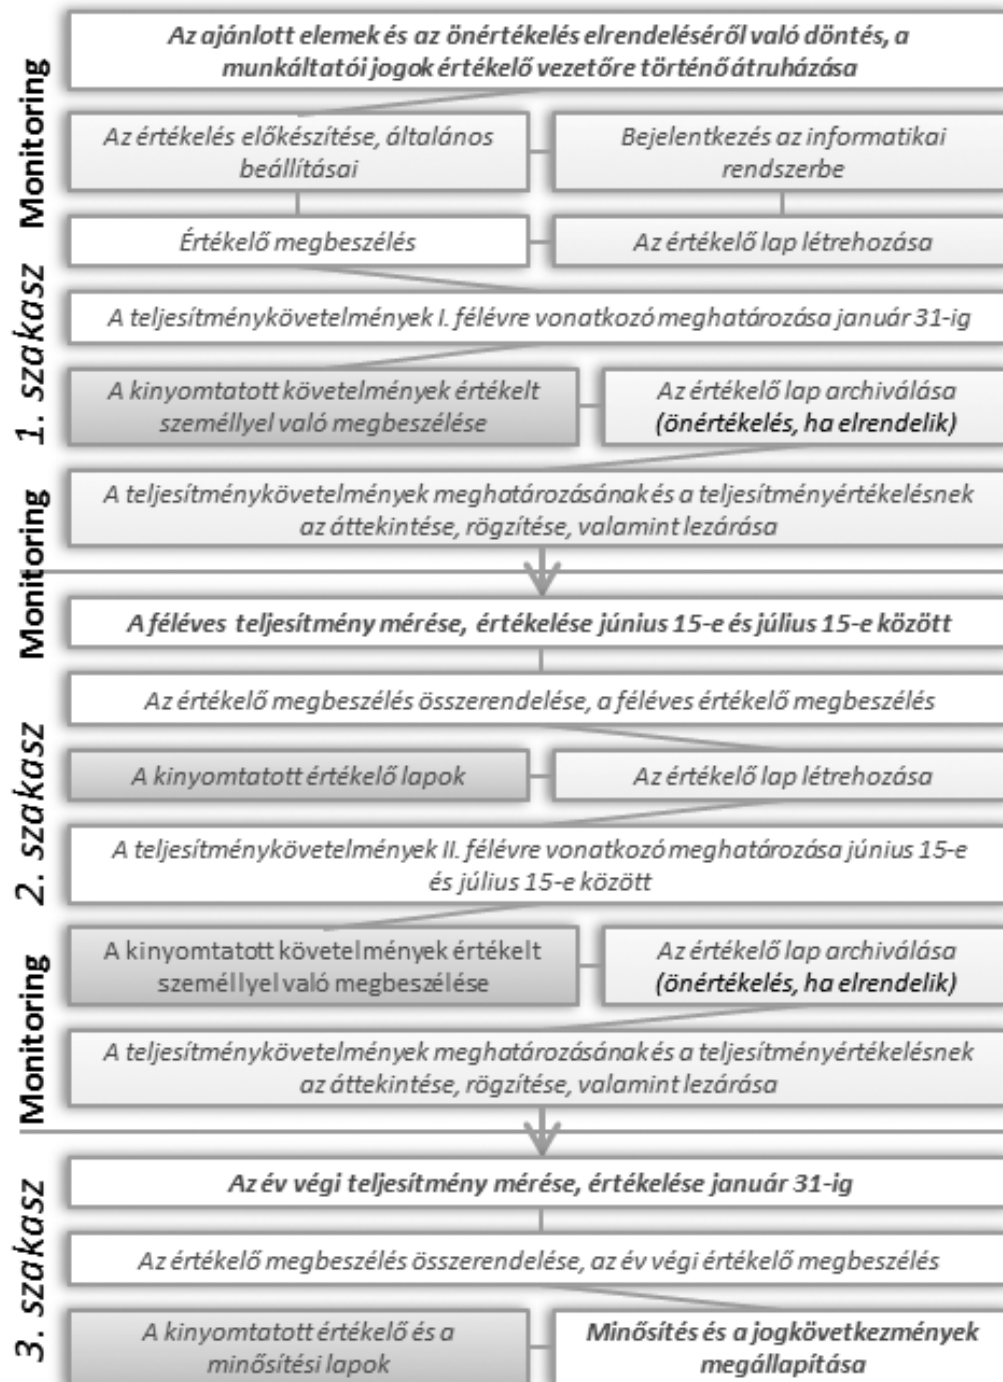 Az ajánlott elemek és az önértékelés elrendeléséről való döntés, a
munkáltatói jogok értékelő vezetőre történő átruházása
Monitoring
Az értékelés előkészítése, általános
beállításai
Bejelentkezés az informatikai
rendszerbe
Értékelő megbeszélés
Az értékelő lap létrehozása
1. szakasz
A teljesítménykövetelmények I. félévre vonatkozó meghatározása január 31-ig
A kinyomtatott követelmények értékelt
személlyel való megbeszélése
Az értékelő lap archiválása
(önértékelés, ha elrendelik)
Monitoring
A teljesítménykövetelmények meghatározásának és a teljesítményértékelésnek
az áttekintése, rögzítése, valamint lezárása
A féléves teljesítmény mérése, értékelése június 15-e és július 15-e között
Az értékelő megbeszélés összerendelése, a féléves értékelő megbeszélés
2. szakasz
A kinyomtatott értékelő lapok
Az értékelő lap létrehozása
A teljesítménykövetelmények II. félévre vonatkozó meghatározása június 15-e
és július 15-e között
A kinyomtatott követelmények értékelt
személlyel való megbeszélése
Az értékelő lap archiválása
(önértékelés, ha elrendelik)
Monitoring
A teljesítménykövetelmények meghatározásának és a teljesítményértékelésnek
az áttekintése, rögzítése, valamint lezárása
3. szakasz
Az év végi teljesítmény mérése, értékelése január 31-ig
Az értékelő megbeszélés összerendelése, az év végi értékelő megbeszélés
A kinyomtatott értékelő és a
minősítési lapok
Minősítés és a jogkövetkezmények
megállapítása